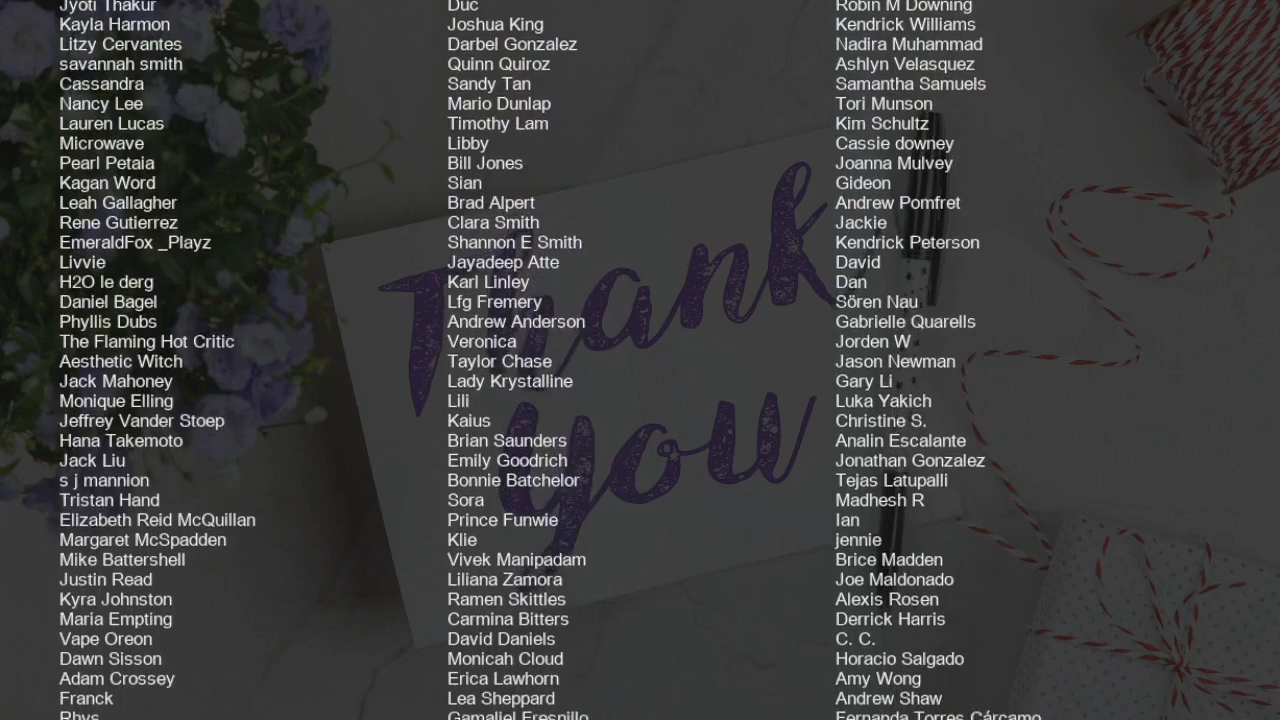 Jyoti Thakur
Kayla Harmon
Litzy Cervantes
savannah smith
Cassandra
Nancy Lee
Lauren Lucas
Microwave
Pearl Petaia
Kagan Word
Leah Gallagher
Rene Gutierrez
EmeraldFox _Playz
Livvie
H2O le derg
Daniel Bagel
Phyllis Dubs
The Flaming Hot Critic
Aesthetic Witch
Jack Mahoney
Monique Elling
Jeffrey Vander Stoep
Hana Takemoto
Jack Liu
s j mannion
Tristan Hand
Elizabeth Reid McQuillan
Margaret McSpadden
Mike Battershell
Justin Read
Kyra Johnston
Maria Empting
Vape Oreon
Dawn Sisson
Adam Crossey
Franck
Rhys
Duc
Joshua King
Darbel Gonzalez
Quinn Quiroz
Sandy Tan
Mario Dunlap
Timothy Lam
Libby
Bill Jones
Sian
Brad Alpert
Clara Smith
Shannon E Smith
Jayadeep Atte
Karl Linley
Lfg Fremery
Andrew Anderson
Veronica
Taylor Chase
Lady Krystalline
Lili
Kaius
Brian Saunders
Emily Goodrich
Bonnie Batchelor
Sora
Prince Funwie
Klie
Vivek Manipadam
Liliana Zamora
Ramen Skittles
Carmina Bitters
David Daniels
Monicah Cloud
Erica Lawhorn
Lea Sheppard
Gamaliel Fresnillo
Robin M Downing
Kendrick Williams
Nadira Muhammad
Ashlyn Velasquez
Samantha Samuels
Tori Munson
Kim Schultz
Cassie downey
Joanna Mulvey
Gideon
Andrew Pomfret
Jackie
Kendrick Peterson
David
Dan
Sören Nau
Gabrielle Quarells
Jorden W
Jason Newman
Gary Li
Luka Yakich
Christine S.
Analin Escalante
Jonathan Gonzalez
Tejas Latupalli
Madhesh R
Ian
jennie
Brice Madden
Joe Maldonado
Alexis Rosen
Derrick Harris
C. C.
Horacio Salgado
Amy Wong
Andrew Shaw
Fernanda Torres Cárcamo
Thank
you